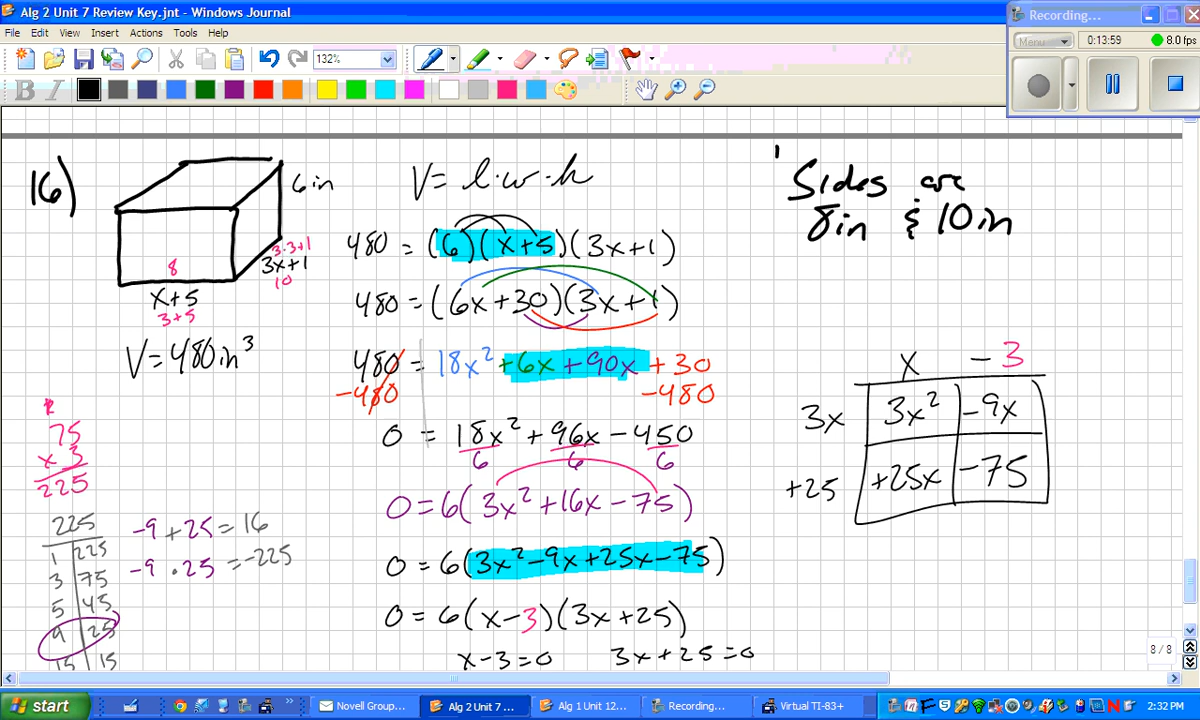 Alg 2 Unit 7 Review Key.jnt - Windows Journal
Recording...
File Edit View Insert Actions Tools Help
Menu
0:13:59
8.0 fps
132%
B I
16)
6 in
3·3+1
3x+1
10
8
x+5
3+5
V=480in³
V= l·w·h
480 = (6)(x+5)(3x+1)
480 = (6x+30)(3x+1)
480 = 18x² +6x +90x +30
-480 -480
0 = 18x² + 96x - 450
6 6 6
0=6(3x²+16x-75)
0 = 6(3x²-9x+25x-75)
0 = 6(x-3)(3x+25)
x-3=0 3x+25=0
75
x 3
225
225
1 225
3 75
5 45
9 25
15 15
-9 +25=16
-9 ·25=-225
Sides are
8in & 10in
x -3
3x 3x² -9x
+25 +25x -75
8 / 8
start
Novell Group...
Alg 2 Unit 7 ...
Alg 1 Unit 12...
Recording...
Virtual TI-83+
2:32 PM